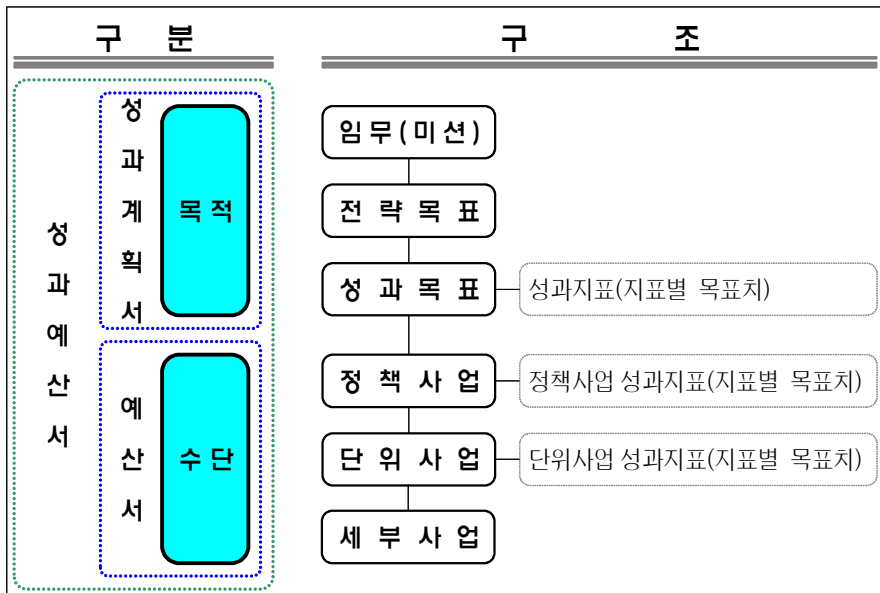 구 분
구 조
성과예산서
성과계획서
목적
예산서
수단
임무(미션)
전략목표
성과목표
성과지표(지표별 목표치)
정책사업
정책사업 성과지표(지표별 목표치)
단위사업
단위사업 성과지표(지표별 목표치)
세부사업